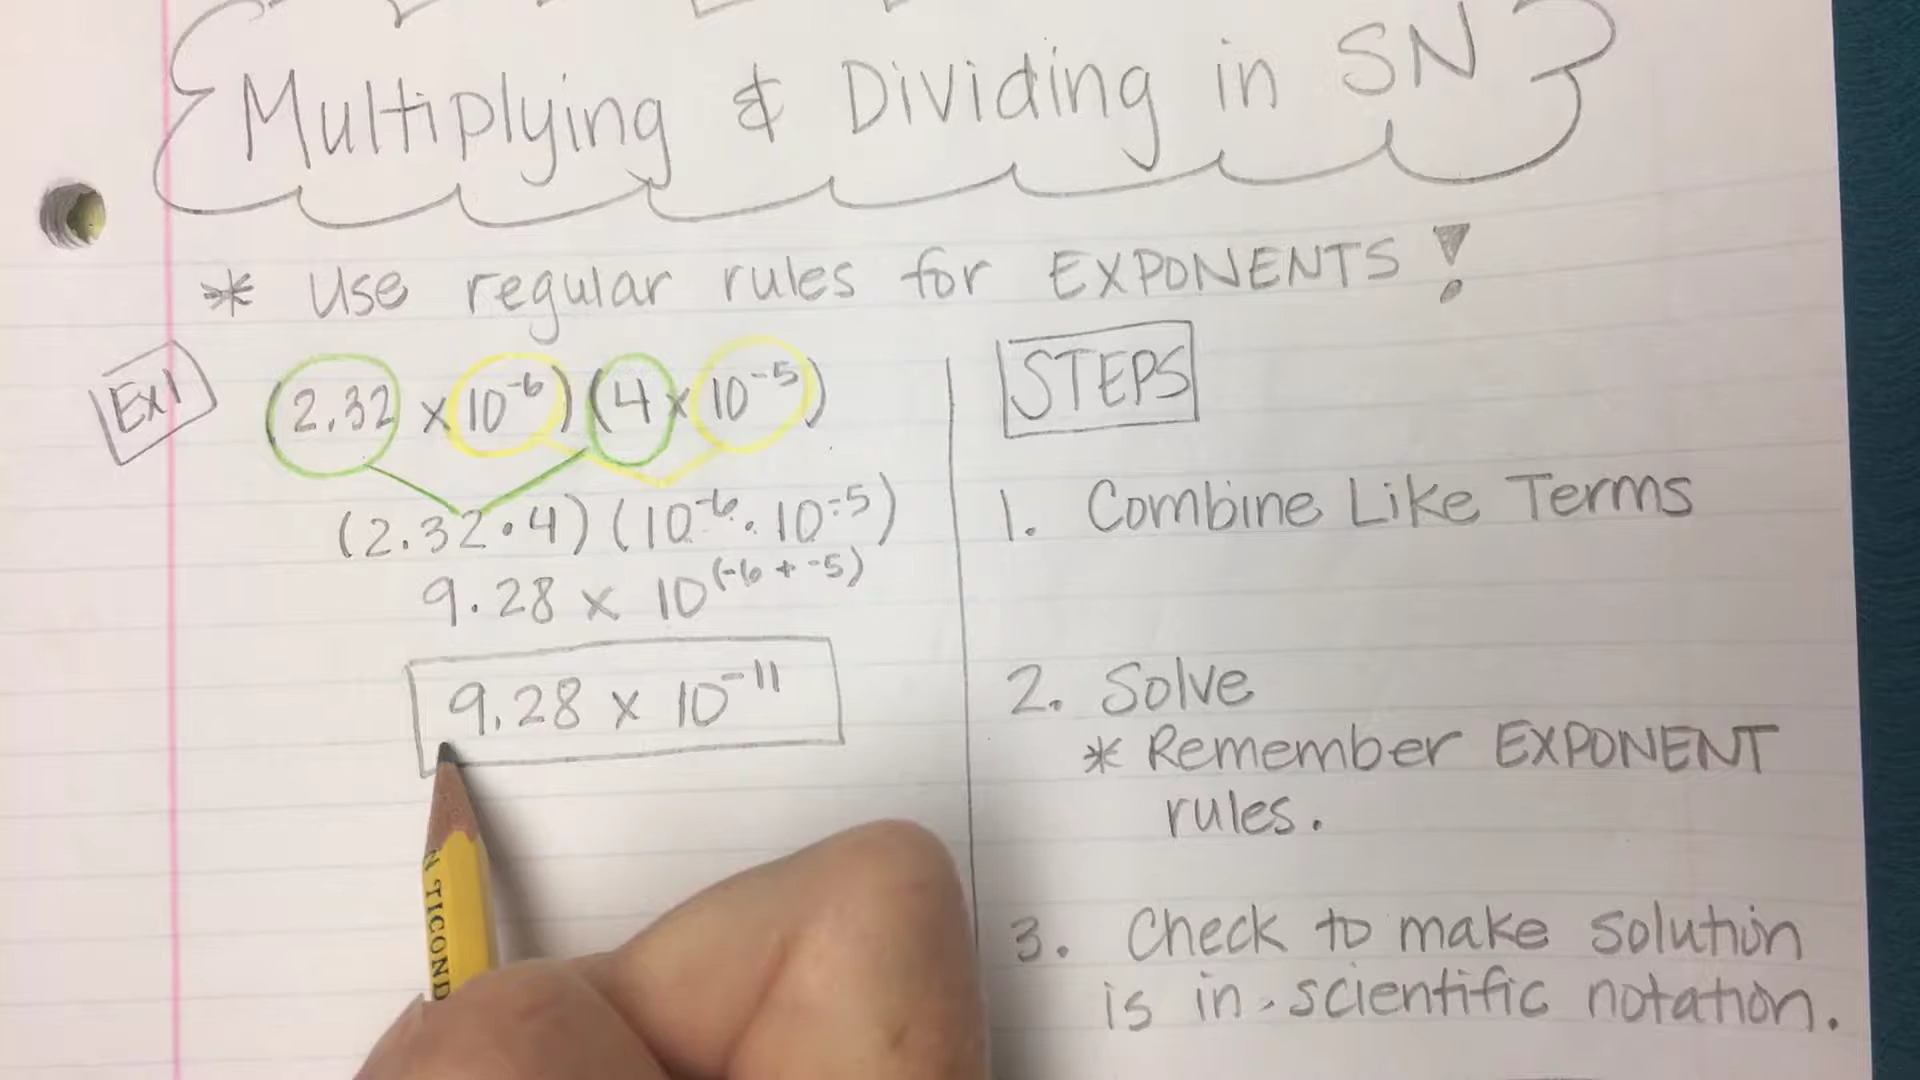 Multiplying & Dividing in SN
* Use regular rules for EXPONENTS!
Ex 1
(2.32 x 10⁻⁶)(4 x 10⁻⁵)
(2.32 • 4)(10⁻⁶ • 10⁻⁵)
9.28 x 10⁽⁻⁶ ⁺ ⁻⁵⁾
9.28 x 10⁻¹¹
STEPS
1. Combine Like Terms
2. Solve
* Remember EXPONENT
rules.
3. Check to make solution
is in scientific notation.
N TICOND